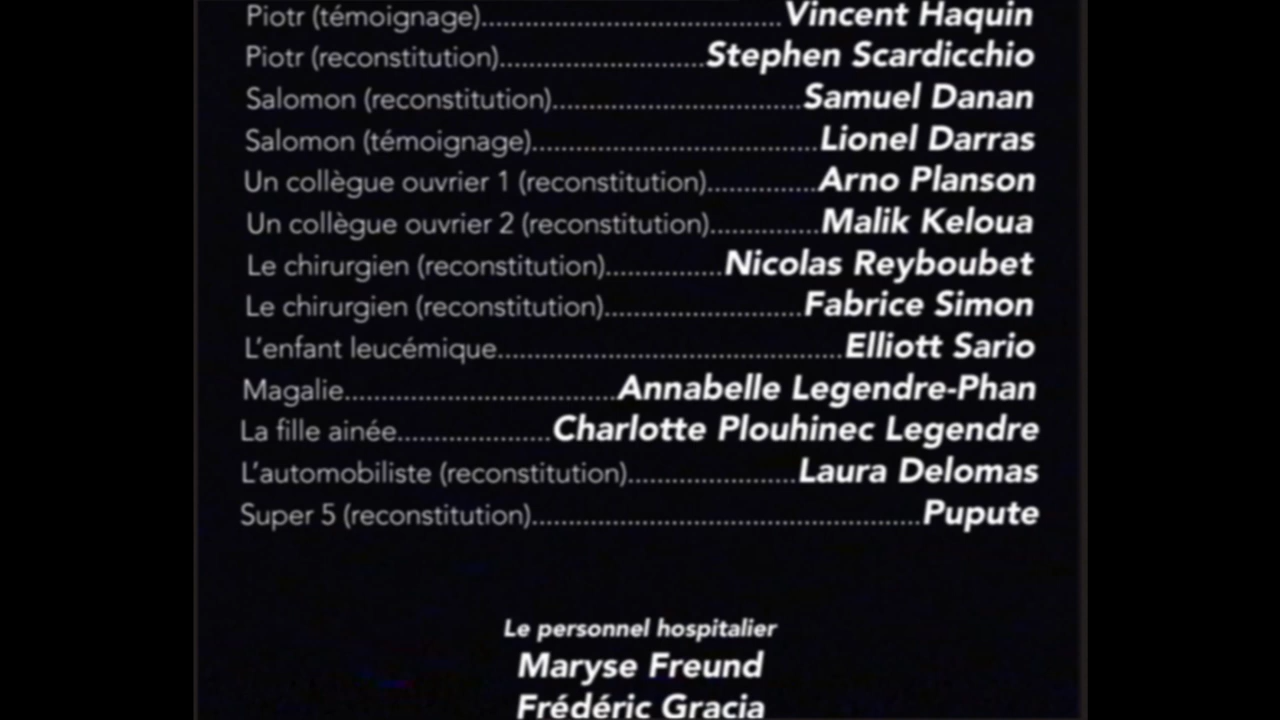 Piotr (témoignage)................................Vincent Haquin
Piotr (reconstitution)............................Stephen Scardicchio
Salomon (reconstitution)..................................Samuel Danan
Salomon (témoignage)......................................Lionel Darras
Un collègue ouvrier 1 (reconstitution)................Arno Planson
Un collègue ouvrier 2 (reconstitution)...............Malik Keloua
Le chirurgien (reconstitution)................Nicolas Reyboubet
Le chirurgien (reconstitution)...........................Fabrice Simon
L'enfant leucémique..............................................Elliott Sario
Magalie....................................Annabelle Legendre-Phan
La fille ainée.....................Charlotte Plouhinec Legendre
L'automobiliste (reconstitution)......................Laura Delomas
Super 5 (reconstitution)...................................................Pupute
Le personnel hospitalier
Maryse Freund
Frédéric Gracia